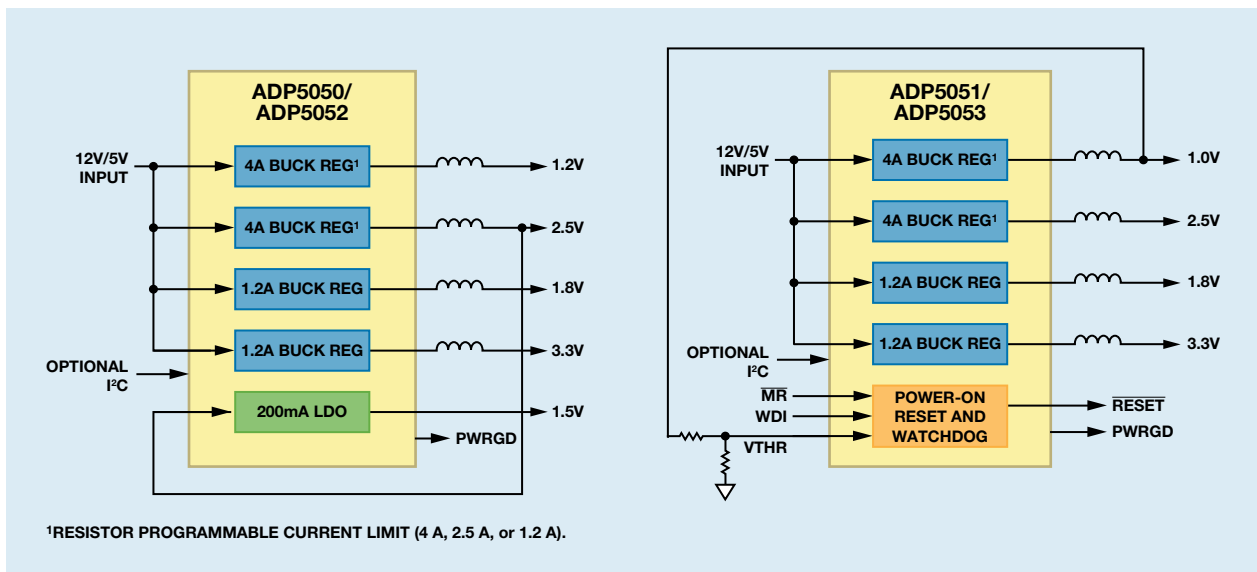 ADP5050/
ADP5052
12V/5V
INPUT
4A BUCK REG¹
1.2V
4A BUCK REG¹
2.5V
1.2A BUCK REG
1.8V
1.2A BUCK REG
3.3V
OPTIONAL
I²C
200mA LDO
1.5V
PWRGD
ADP5051/
ADP5053
12V/5V
INPUT
4A BUCK REG¹
1.0V
4A BUCK REG¹
2.5V
1.2A BUCK REG
1.8V
1.2A BUCK REG
3.3V
OPTIONAL
I²C
MR
WDI
VTHR
POWER-ON
RESET AND
WATCHDOG
RESET
PWRGD
¹RESISTOR PROGRAMMABLE CURRENT LIMIT (4 A, 2.5 A, or 1.2 A).